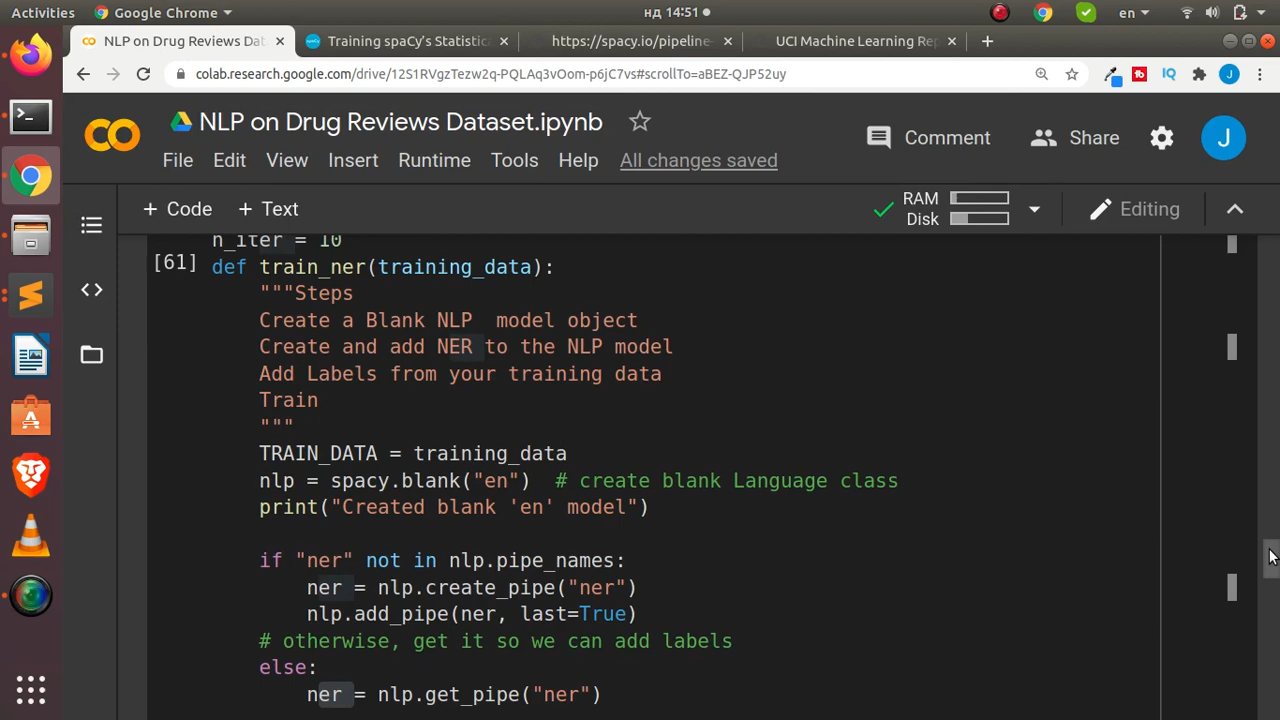 Activities
Google Chrome
нд 14:51
en
NLP on Drug Reviews Dat
Training spaCy's Statistica
https://spacy.io/pipeline-
UCI Machine Learning Rep
colab.research.google.com/drive/12S1RVgzTezw2q-PQLAq3vOom-p6jC7vs#scrollTo=aBEZ-QJP52uy
IQ
J
CO
NLP on Drug Reviews Dataset.ipynb
Comment
Share
J
File Edit View Insert Runtime Tools Help All changes saved
+ Code + Text
RAM
Disk
Editing
n_iter = 10
[61] def train_ner(training_data):
"""Steps
Create a Blank NLP  model object
Create and add NER to the NLP model
Add Labels from your training data
Train
"""
TRAIN_DATA = training_data
nlp = spacy.blank("en")  # create blank Language class
print("Created blank 'en' model")
if "ner" not in nlp.pipe_names:
ner = nlp.create_pipe("ner")
nlp.add_pipe(ner, last=True)
# otherwise, get it so we can add labels
else:
ner = nlp.get_pipe("ner")